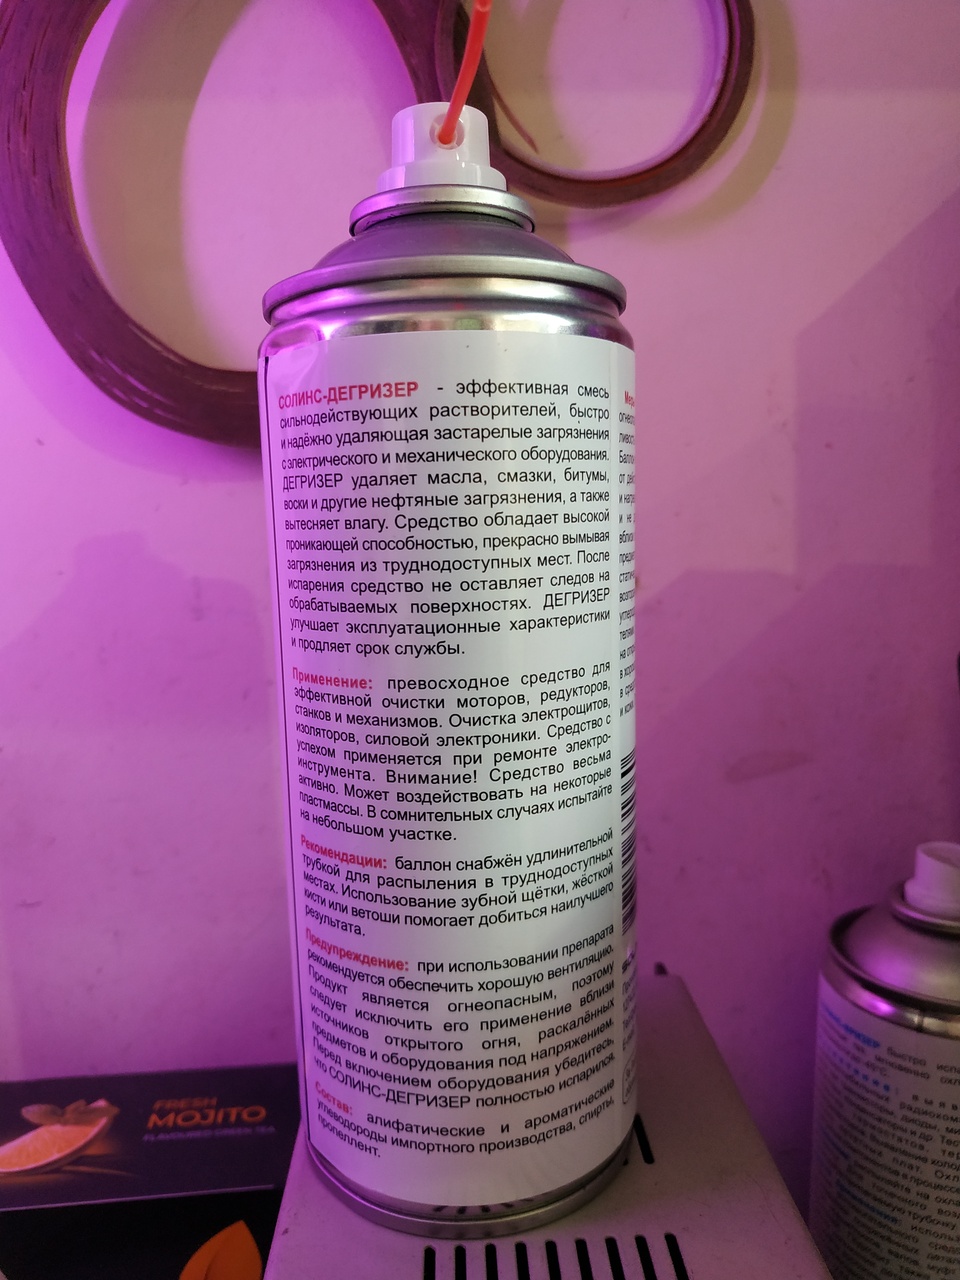 СОЛИНС-ДЕГРИЗЕР - эффективная смесь
сильнодействующих растворителей, быстро
и надёжно удаляющая застарелые загрязнения
с электрического и механического оборудования.
ДЕГРИЗЕР удаляет масла, смазки, битумы,
воски и другие нефтяные загрязнения, а также
вытесняет влагу. Средство обладает высокой
проникающей способностью, прекрасно вымывая
загрязнения из труднодоступных мест. После
испарения средство не оставляет следов на
обрабатываемых поверхностях. ДЕГРИЗЕР
улучшает эксплуатационные характеристики
и продляет срок службы.
Применение: превосходное средство для
эффективной очистки моторов, редукторов,
станков и механизмов. Очистка электрощитов,
изоляторов, силовой электроники. Средство с
успехом применяется при ремонте электро-
инструмента. Внимание! Средство весьма
активно. Может воздействовать на некоторые
пластмассы. В сомнительных случаях испытайте
на небольшом участке.
Рекомендации: баллон снабжён удлинительной
трубкой для распыления в труднодоступных
местах. Использование зубной щётки, жёсткой
кисти или ветоши помогает добиться наилучшего
результата.
Предупреждение: при использовании препарата
рекомендуется обеспечить хорошую вентиляцию.
Продукт является огнеопасным, поэтому
следует исключить его применение вблизи
источников открытого огня, раскалённых
предметов и оборудования под напряжением.
Перед включением оборудования убедитесь,
что СОЛИНС-ДЕГРИЗЕР полностью испарился.
Состав: алифатические и ароматические
углеводороды импортного производства, спирты,
пропеллент.
FRESH
MOJITO
FLAVOURED GREEN TEA
быстро
мгновенно